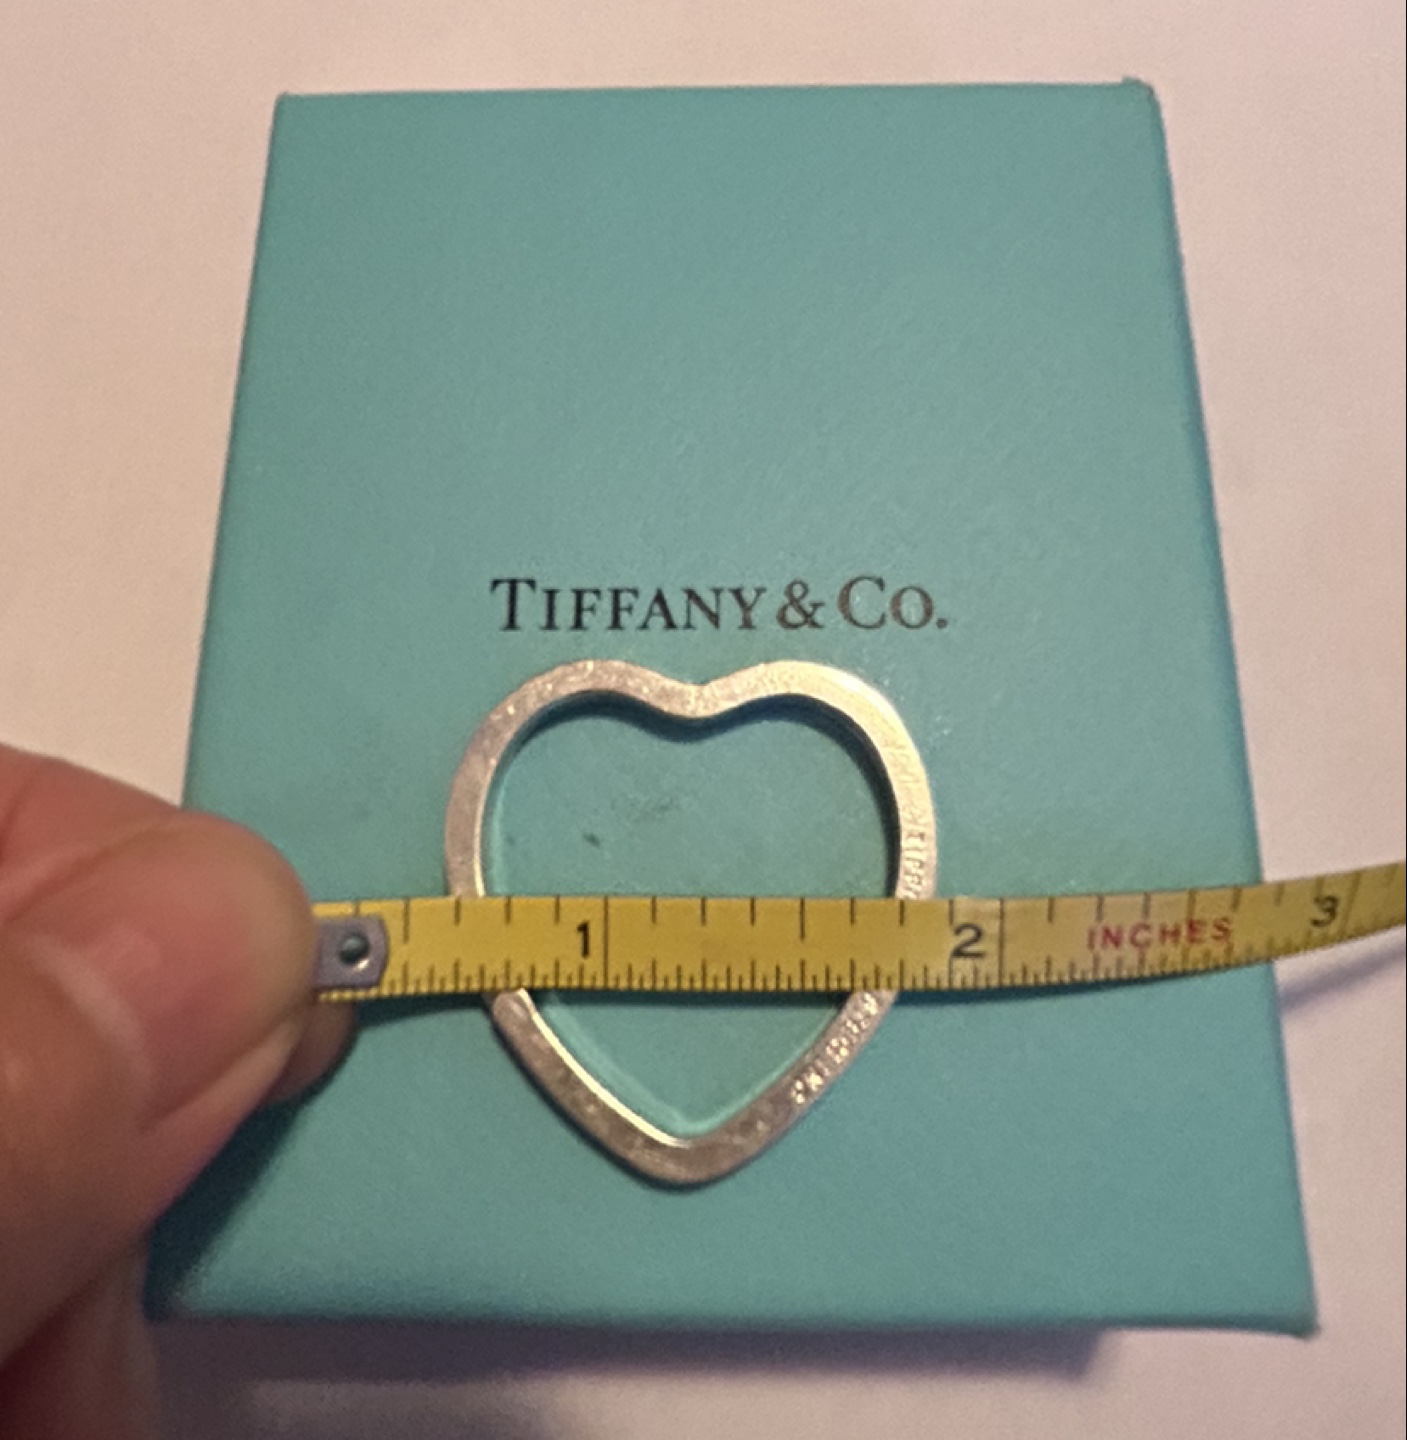 TIFFANY & CO.
1 2 INCHES 3